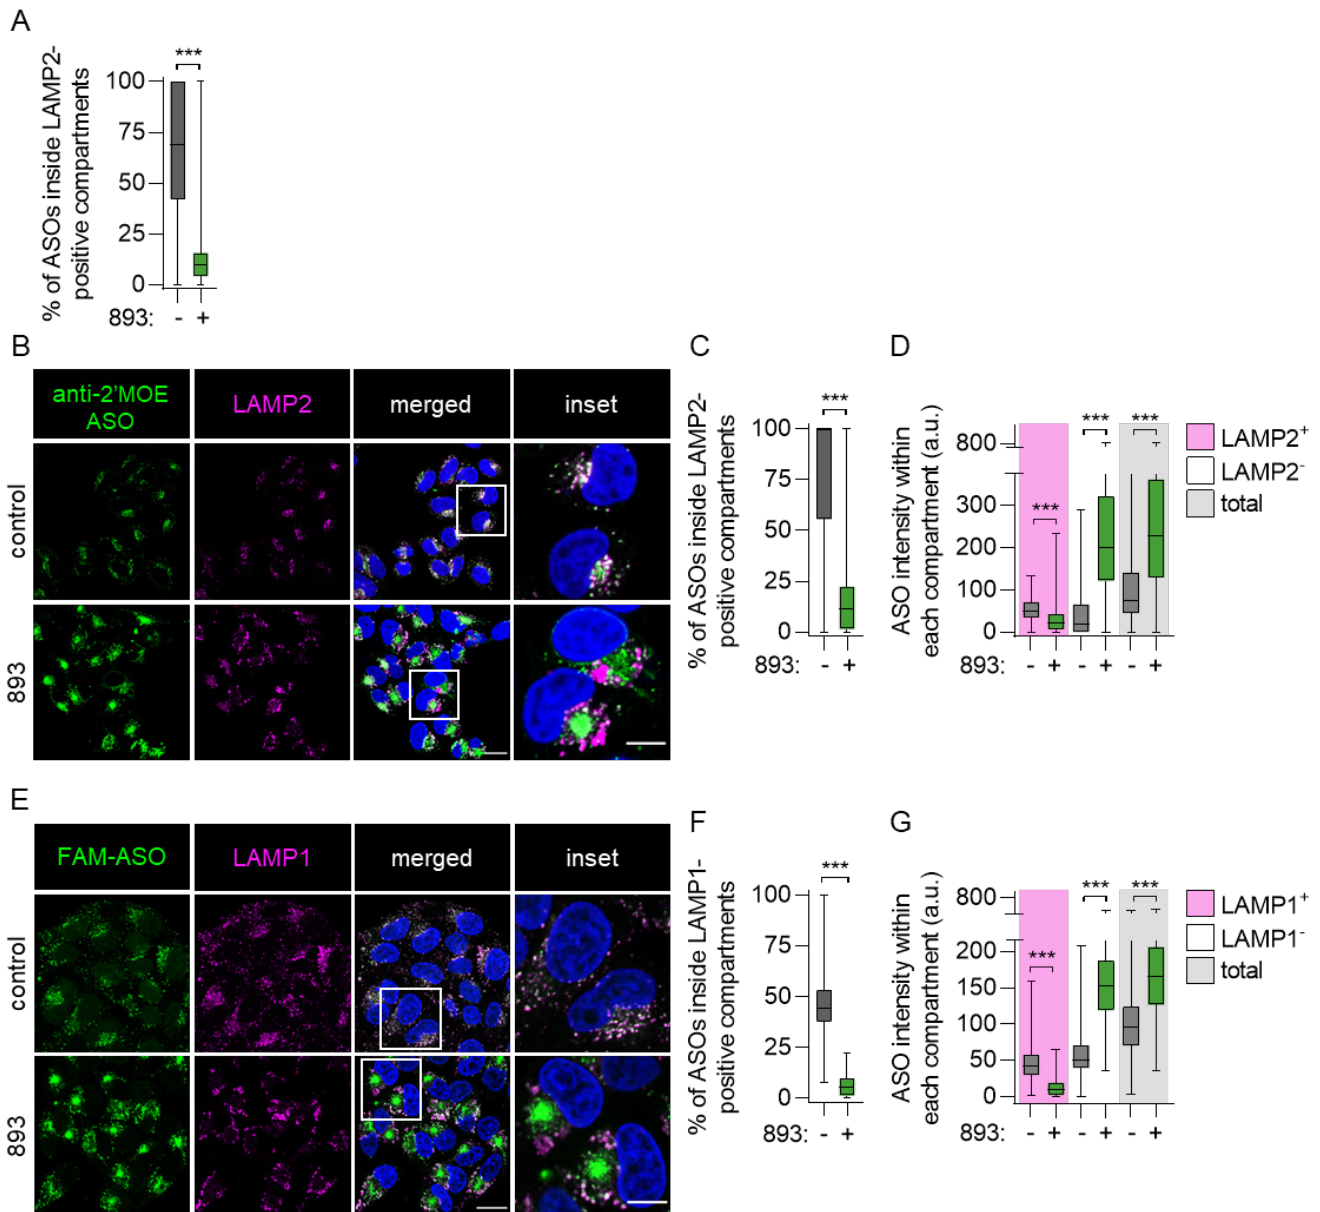 A
% of ASOs inside LAMP2-
positive compartments
***
100
75
50
25
0
893: - +
B
anti-2'MOE
ASO
LAMP2
merged
inset
control
893
C
% of ASOs inside LAMP2-
positive compartments
***
100
75
50
25
0
893: - +
D
ASO intensity within
each compartment (a.u.)
800
300
200
100
0
***
***
***
893: - + - + - +
LAMP2+
LAMP2-
total
E
FAM-ASO
LAMP1
merged
inset
control
893
F
% of ASOs inside LAMP1-
positive compartments
***
100
75
50
25
0
893: - +
G
ASO intensity within
each compartment (a.u.)
800
200
150
100
50
0
***
***
***
893: - + - + - +
LAMP1+
LAMP1-
total